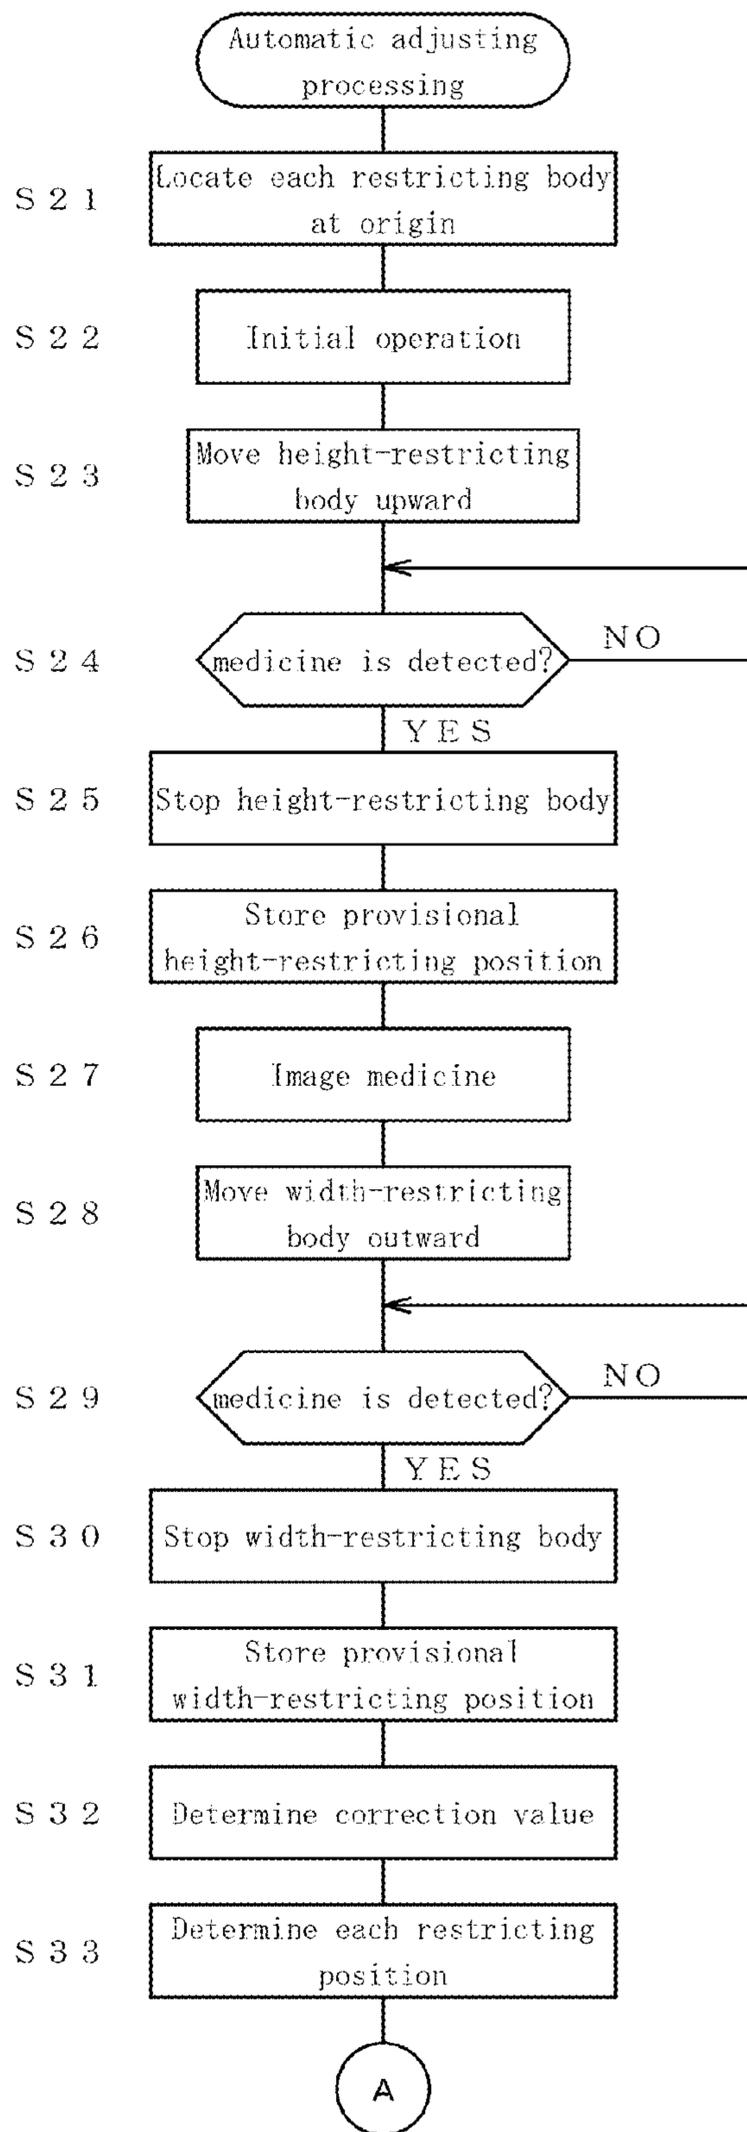 Automatic adjusting
processing
S21
Locate each restricting body
at origin
S22
Initial operation
S23
Move height-restricting
body upward
S24
medicine is detected?
NO
YES
S25
Stop height-restricting body
S26
Store provisional
height-restricting position
S27
Image medicine
S28
Move width-restricting
body outward
S29
medicine is detected?
NO
YES
S30
Stop width-restricting body
S31
Store provisional
width-restricting position
S32
Determine correction value
S33
Determine each restricting
position
A